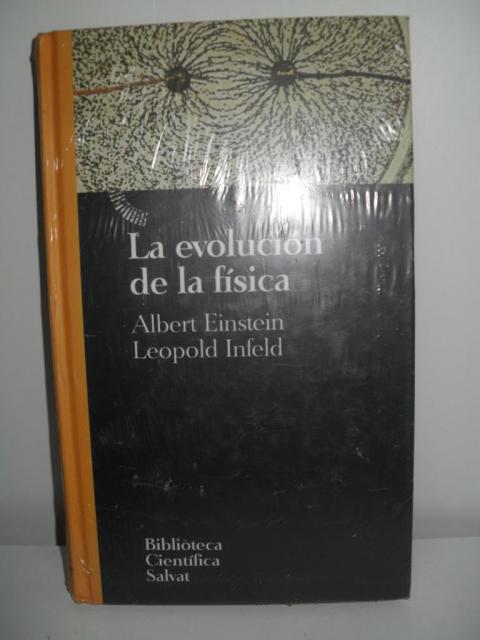 La evolución
de la física
Albert Einstein
Leopold Infeld
Biblioteca
Científica
Salvat